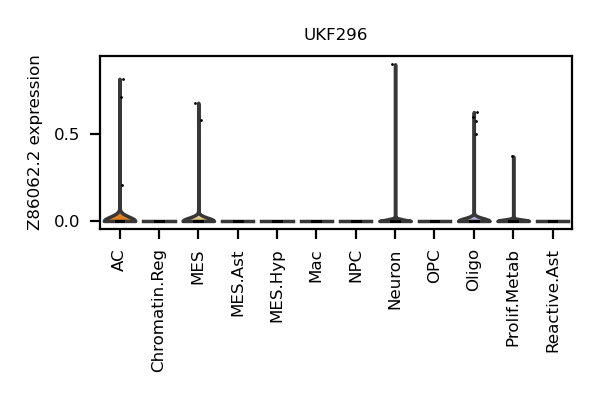 UKF296
Z86062.2 expression
0.5
0.0
AC
Chromatin.Reg
MES
MES.Ast
MES.Hyp
Mac
NPC
Neuron
OPC
Oligo
Prolif.Metab
Reactive.Ast